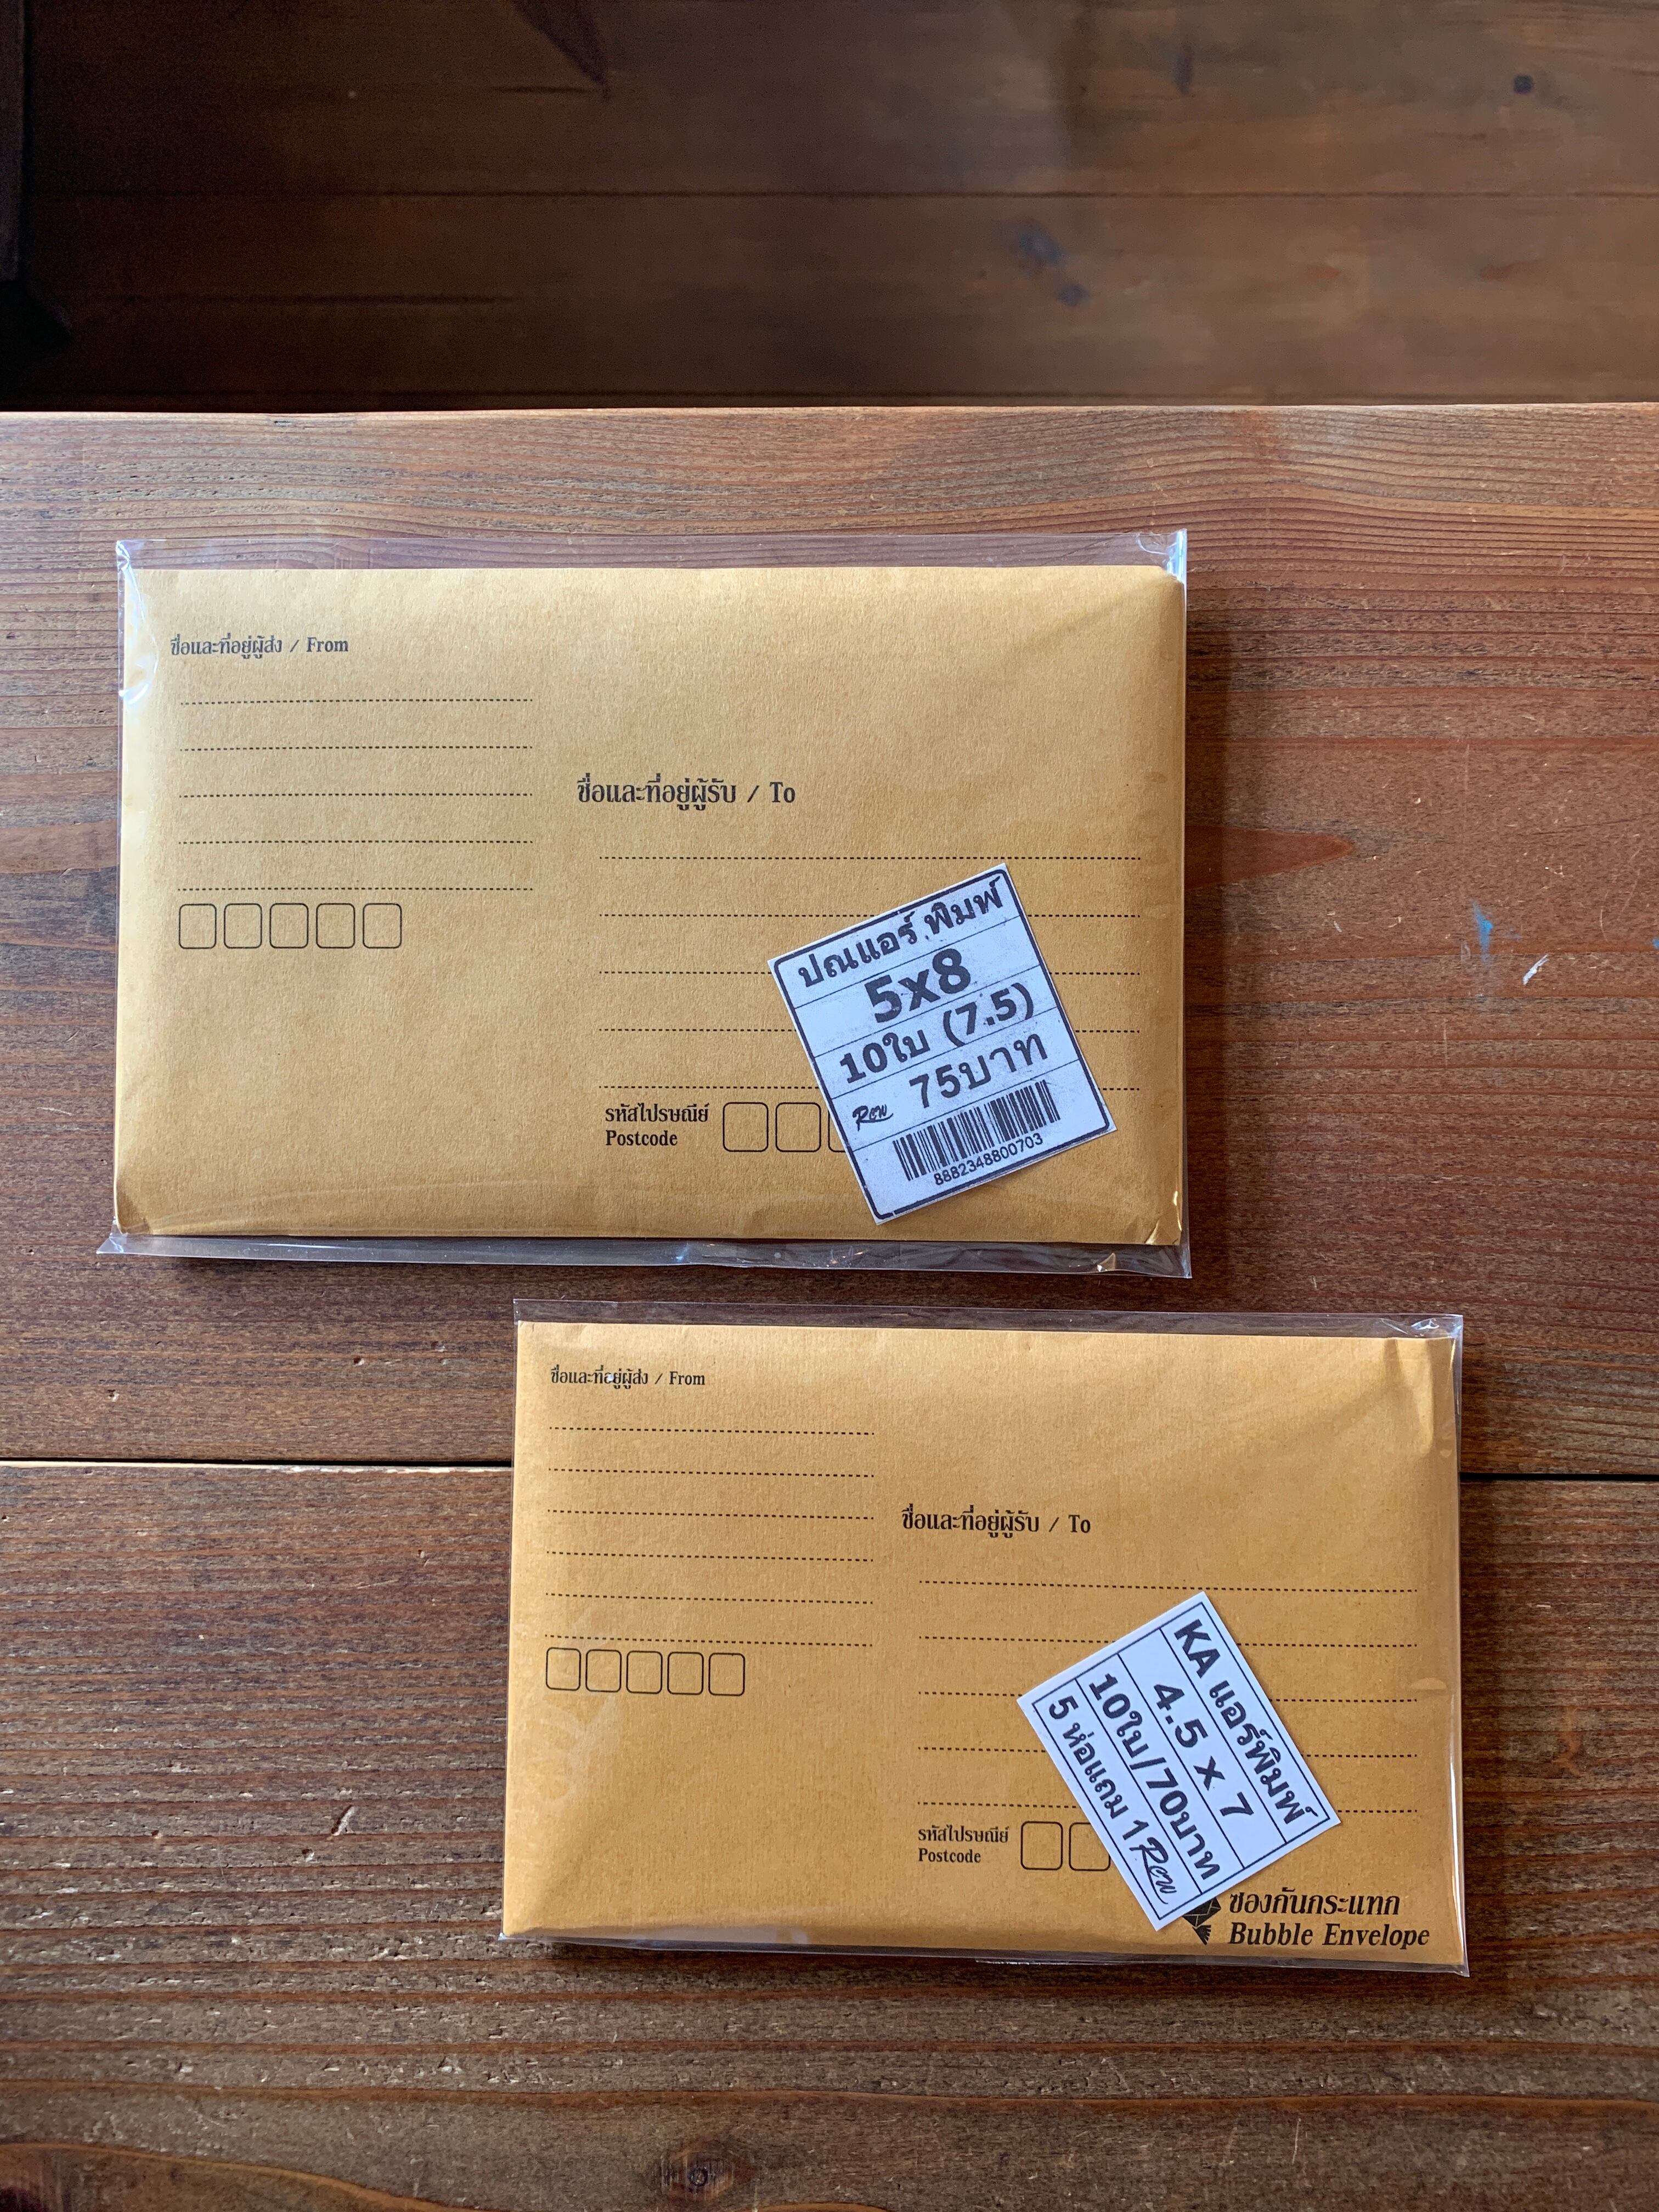 ชื่อและที่อยู่ผู้ส่ง / From
ชื่อและที่อยู่ผู้รับ / To
ปณแอร์ พิมพ์
5x8
10ใบ (7.5)
75บาท
Rew
8882348800703
รหัสไปรษณีย์
Postcode
ชื่อและที่อยู่ผู้ส่ง / From
ชื่อและที่อยู่ผู้รับ / To
KA แอร์พิมพ์
4.5 x 7
10ใบ/70บาท
5 ห่อแถม 1 Rew
รหัสไปรษณีย์
Postcode
ซองกันกระแทก
Bubble Envelope